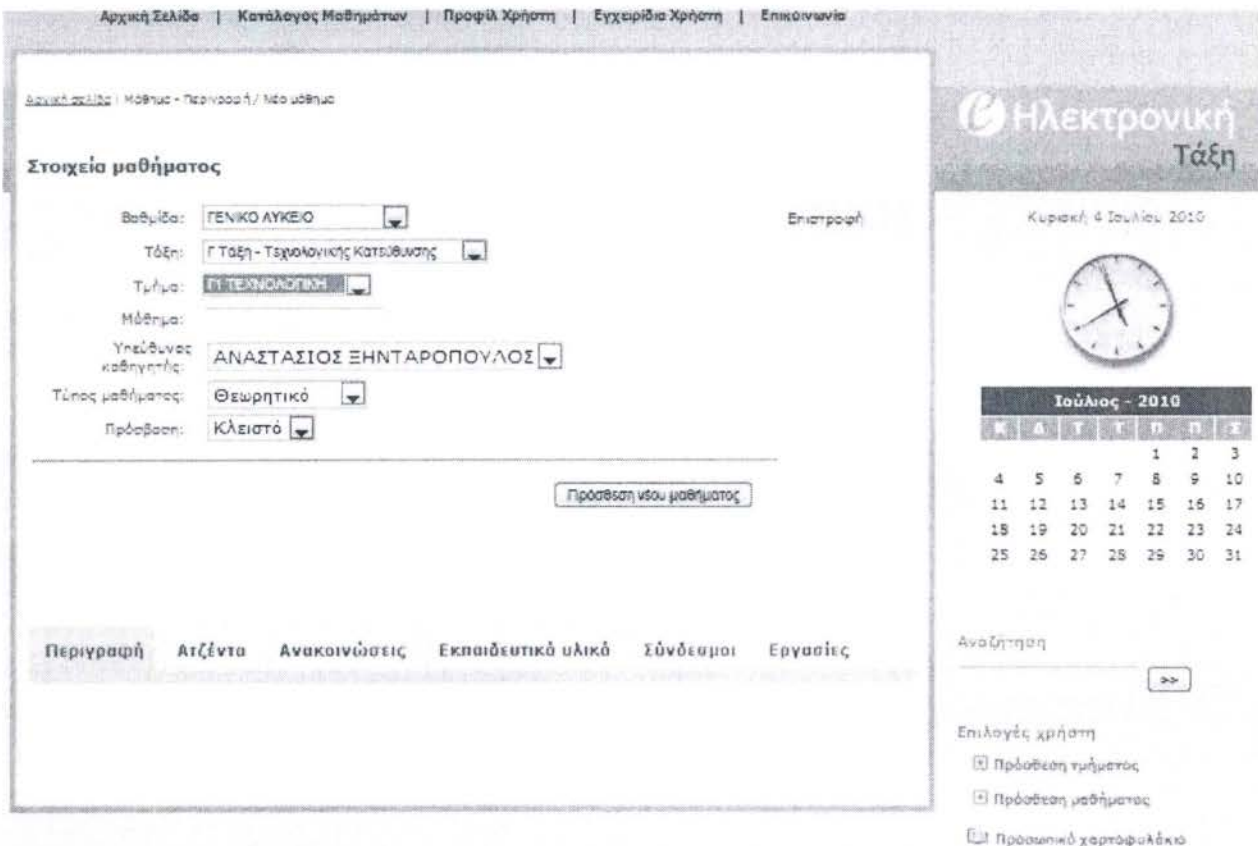 Αρχική Σελίδα | Κατάλογος Μαθημάτων | Προφίλ Χρήστη | Εγχειρίδιο Χρήστη | Επικοινωνία
Αρχική σελίδα / Μάθημα - Περιγραφή / Νέο μάθημα
Στοιχεία μαθήματος
Βαθμίδα: ΓΕΝΙΚΟ ΛΥΚΕΙΟ
Επιστροφή
Τάξη: Γ Τάξη - Τεχνολογικής Κατεύθυνσης
Τμήμα: ΤΕΧΝΟΛΟΓΙΚΗ
Μάθημα:
Υπεύθυνος καθηγητής: ΑΝΑΣΤΑΣΙΟΣ ΞΗΝΤΑΡΟΠΟΥΛΟΣ
Τύπος μαθήματος: Θεωρητικό
Πρόσβαση: Κλειστό
Πρόσθεση νέου μαθήματος
Περιγραφή Ατζέντα Ανακοινώσεις Εκπαιδευτικό υλικό Σύνδεσμοι Εργασίες
Ηλεκτρονική
Τάξη
Κυριακή 4 Ιουλίου 2010
Ιούλιος - 2010
Κ Δ Τ Τ Π Π Σ
1 2 3
4 5 6 7 8 9 10
11 12 13 14 15 16 17
18 19 20 21 22 23 24
25 26 27 28 29 30 31
Αναζήτηση
>>
Επιλογές χρήστη
Πρόσθεση τμήματος
Πρόσθεση μαθήματος
Προσωπικό χαρτοφυλάκιο